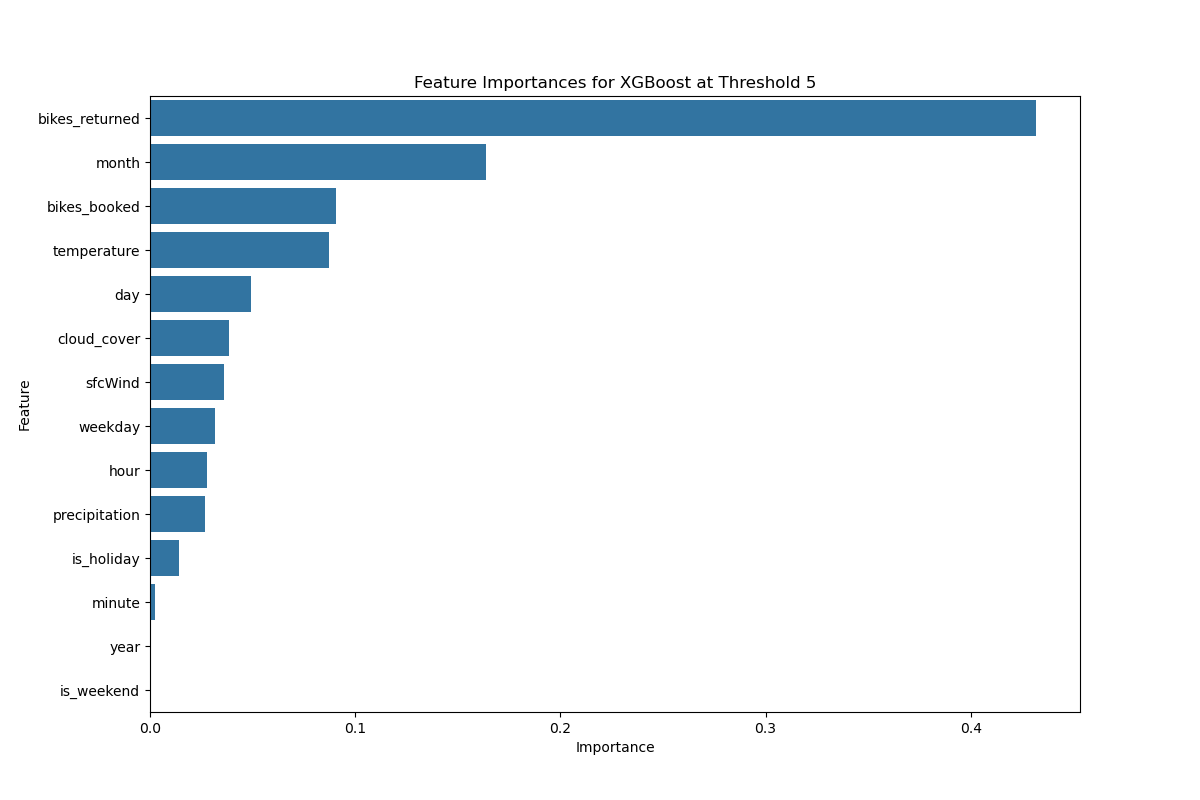 Feature Importances for XGBoost at Threshold 5
bikes_returned
month
bikes_booked
temperature
day
cloud_cover
sfcWind
weekday
hour
precipitation
is_holiday
minute
year
is_weekend
Feature
0.0 0.1 0.2 0.3 0.4
Importance